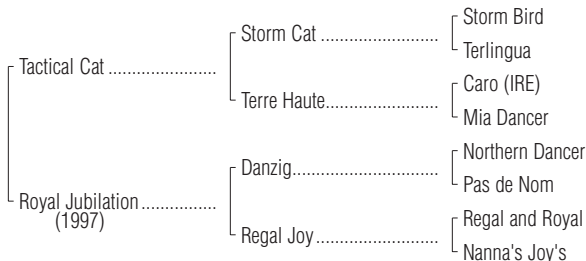 Storm Bird
Storm Cat ..................................
Terlingua
Tactical Cat ........................
Caro (IRE)
Terre Haute.................................
Mia Dancer
Northern Dancer
Danzig.......................................
Pas de Nom
Royal Jubilation .................
(1997)
Regal and Royal
Regal Joy ...................................
Nanna's Joy's